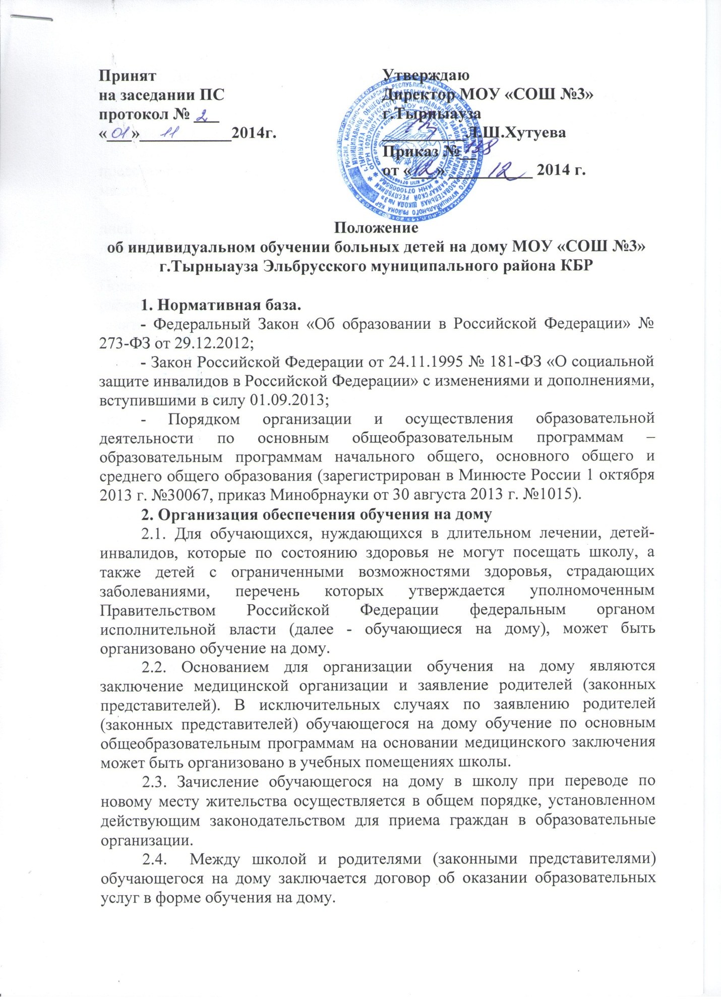 Принят
на заседании ПС
протокол № 2
«01» 11 2014г.
Утверждаю
Директор МОУ «СОШ №3»
г.Тырныауза
Л.Ш.Хутуева
Приказ № 138
от «12» 12 2014 г.
Положение
об индивидуальном обучении больных детей на дому МОУ «СОШ №3»
г.Тырныауза Эльбрусского муниципального района КБР
1. Нормативная база.
- Федеральный Закон «Об образовании в Российской Федерации» №
273-ФЗ от 29.12.2012;
- Закон Российской Федерации от 24.11.1995 № 181-ФЗ «О социальной
защите инвалидов в Российской Федерации» с изменениями и дополнениями,
вступившими в силу 01.09.2013;
- Порядком организации и осуществления образовательной
деятельности по основным общеобразовательным программам –
образовательным программам начального общего, основного общего и
среднего общего образования (зарегистрирован в Минюсте России 1 октября
2013 г. №30067, приказ Минобрнауки от 30 августа 2013 г. №1015).
2. Организация обеспечения обучения на дому
2.1. Для обучающихся, нуждающихся в длительном лечении, детей-
инвалидов, которые по состоянию здоровья не могут посещать школу, а
также детей с ограниченными возможностями здоровья, страдающих
заболеваниями, перечень которых утверждается уполномоченным
Правительством Российской Федерации федеральным органом
исполнительной власти (далее - обучающиеся на дому), может быть
организовано обучение на дому.
2.2. Основанием для организации обучения на дому являются
заключение медицинской организации и заявление родителей (законных
представителей). В исключительных случаях по заявлению родителей
(законных представителей) обучающегося на дому обучение по основным
общеобразовательным программам на основании медицинского заключения
может быть организовано в учебных помещениях школы.
2.3. Зачисление обучающегося на дому в школу при переводе по
новому месту жительства осуществляется в общем порядке, установленном
действующим законодательством для приема граждан в образовательные
организации.
2.4. Между школой и родителями (законными представителями)
обучающегося на дому заключается договор об оказании образовательных
услуг в форме обучения на дому.